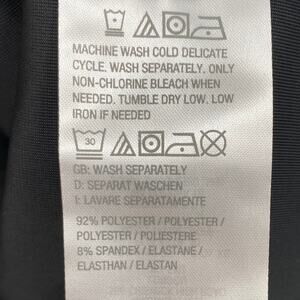 MACHINE WASH COLD DELICATE
CYCLE. WASH SEPARATELY. ONLY
NON-CHLORINE BLEACH WHEN
NEEDED. TUMBLE DRY LOW. LOW
IRON IF NEEDED
30
GB: WASH SEPARATELY
D: SEPARAT WASCHEN
I: LAVARE SEPARATAMENTE
92% POLYESTER / POLYESTER /
POLYESTER / POLIESTERE
8% SPANDEX / ELASTANE /
ELASTHAN / ELASTAN